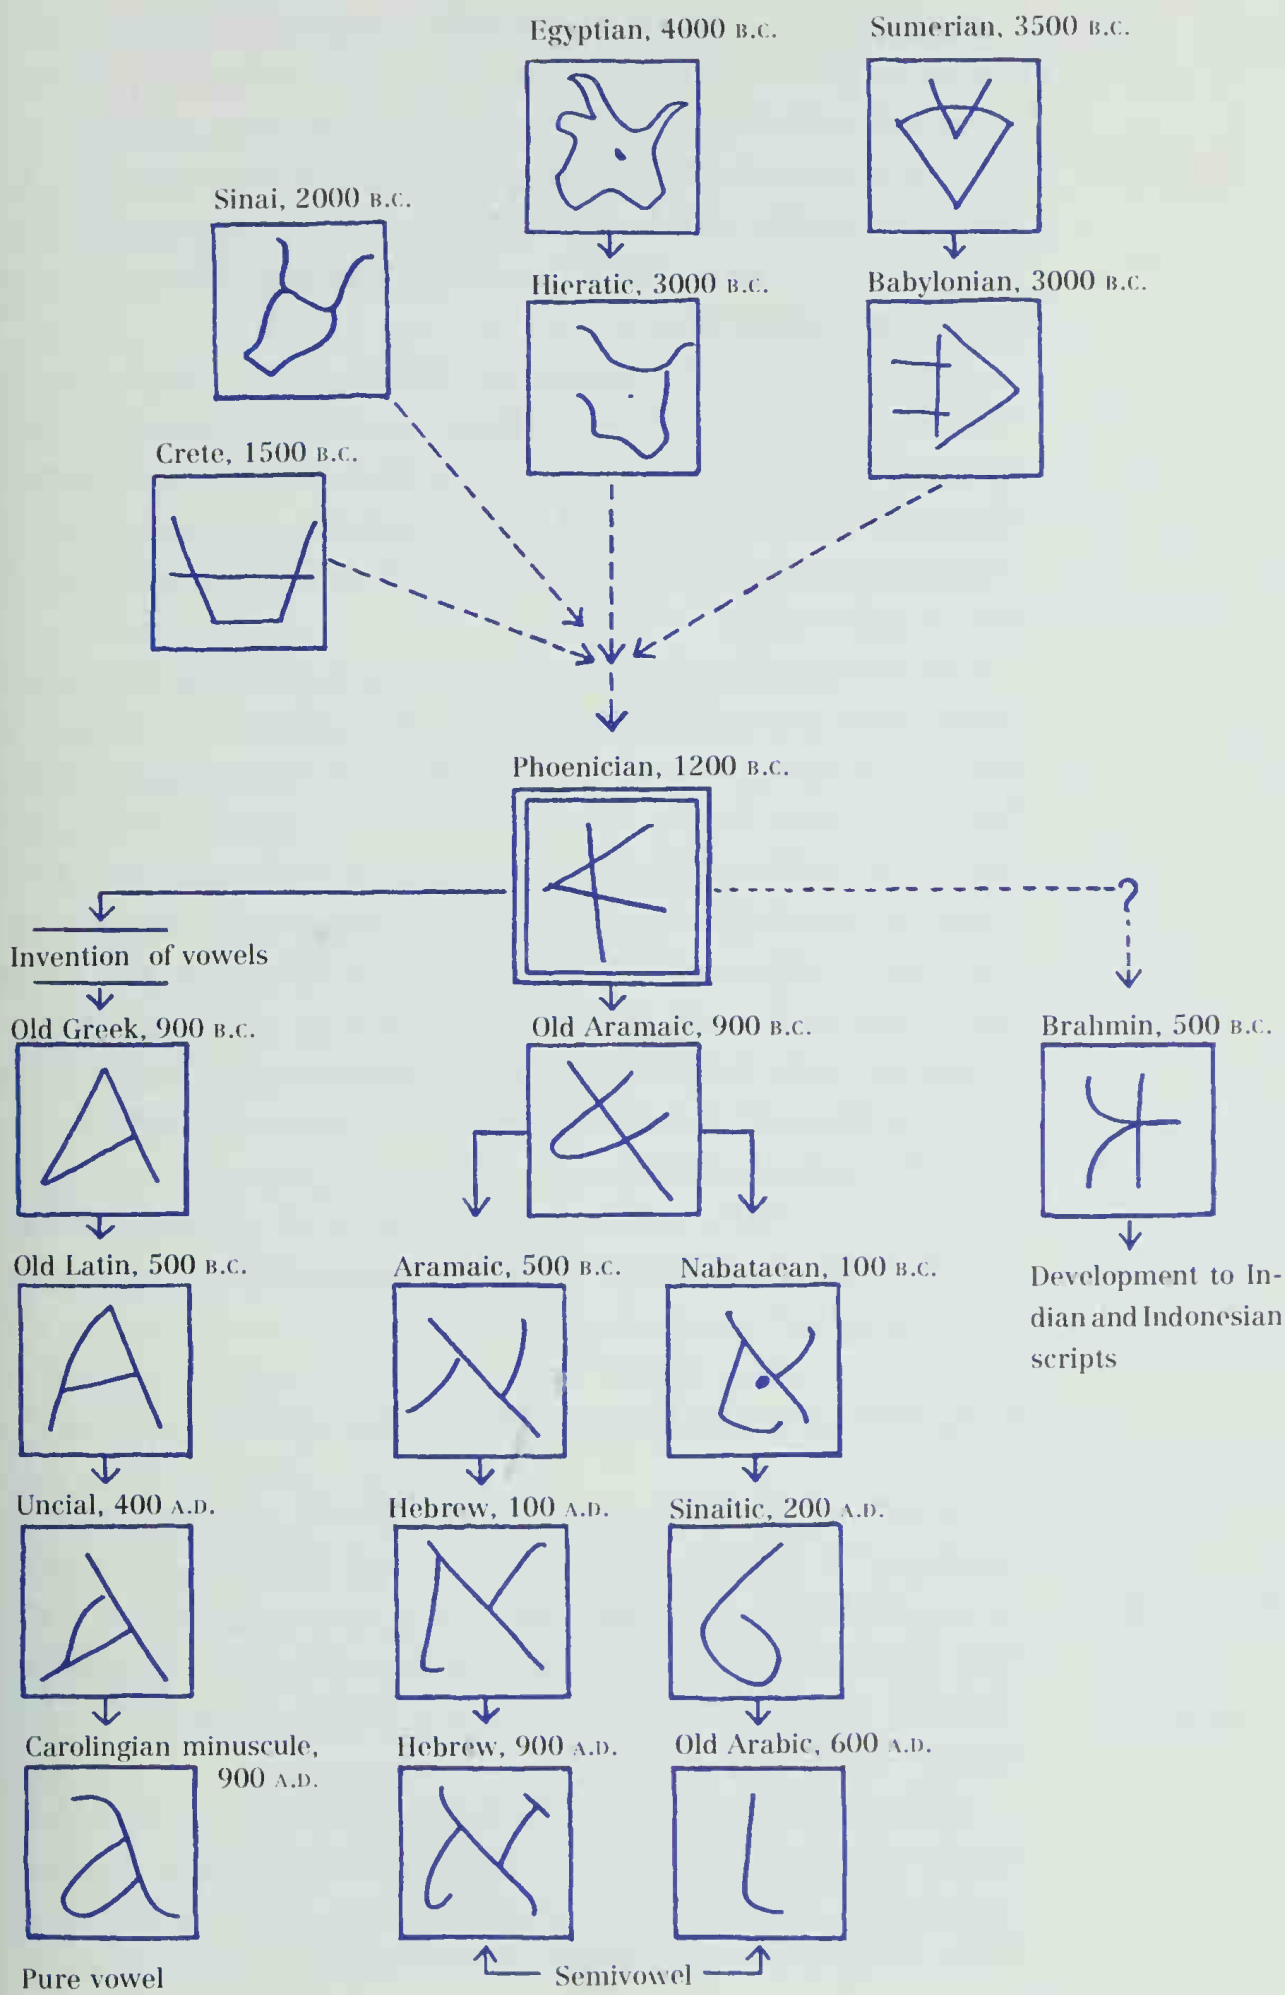 Egyptian, 4000 B.C.
Sumerian, 3500 B.C.
Sinai, 2000 B.C.
Hieratic, 3000 B.C.
Babylonian, 3000 B.C.
Crete, 1500 B.C.
Phoenician, 1200 B.C.
?
Invention of vowels
Old Greek, 900 B.C.
Old Aramaic, 900 B.C.
Brahmin, 500 B.C.
Old Latin, 500 B.C.
Aramaic, 500 B.C.
Nabataean, 100 B.C.
Development to In-
dian and Indonesian
scripts
Uncial, 400 A.D.
Hebrew, 100 A.D.
Sinaitic, 200 A.D.
Carolingian minuscule,
900 A.D.
Hebrew, 900 A.D.
Old Arabic, 600 A.D.
Pure vowel
Semivowel